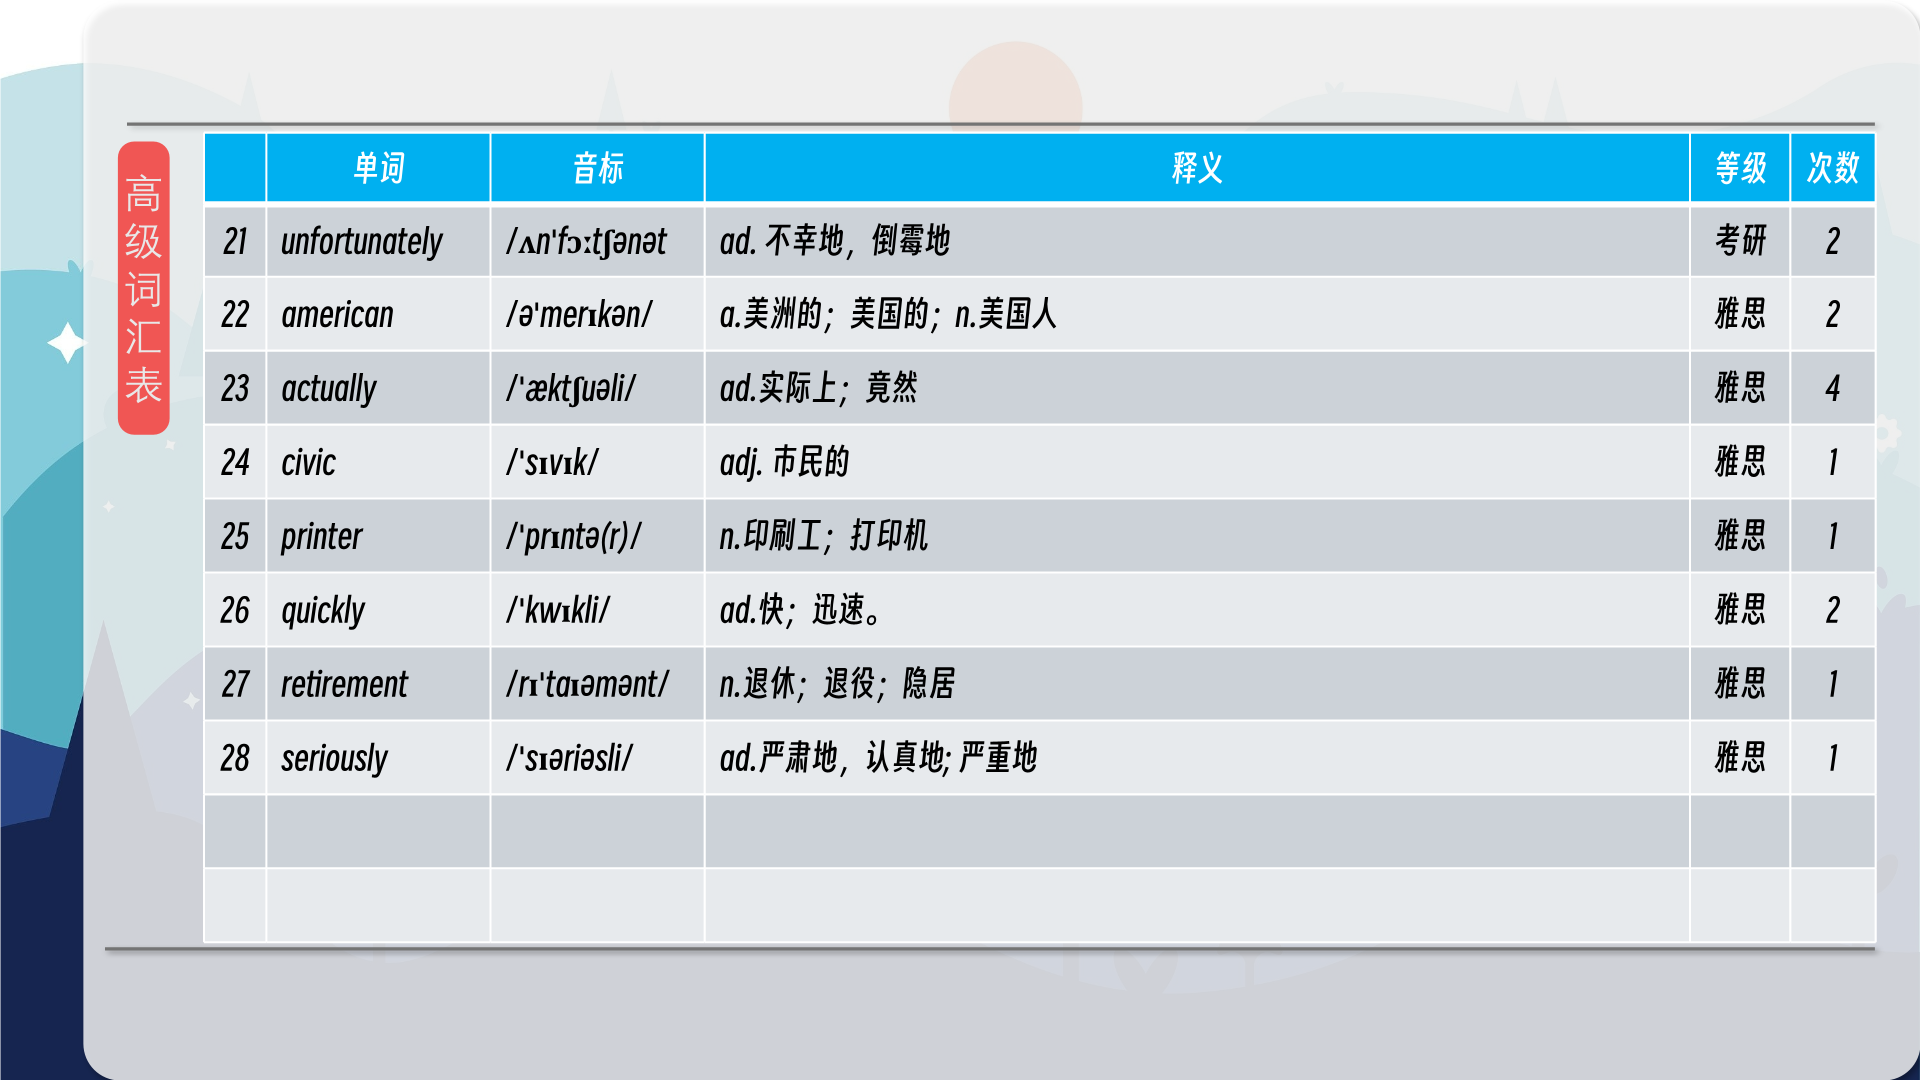 高级词汇表
单词 音标 释义 等级 次数
21 unfortunately /ʌn'fɔːtʃənət ad. 不幸地，倒霉地 考研 2
22 american /ə'merɪkən/ a.美洲的；美国的；n.美国人 雅思 2
23 actually /'æktʃuəli/ ad.实际上；竟然 雅思 4
24 civic /'sɪvɪk/ adj. 市民的 雅思 1
25 printer /'prɪntə(r)/ n.印刷工；打印机 雅思 1
26 quickly /'kwɪkli/ ad.快；迅速。 雅思 2
27 retirement /rɪ'taɪəmənt/ n.退休；退役；隐居 雅思 1
28 seriously /'sɪəriəsli/ ad.严肃地，认真地; 严重地 雅思 1